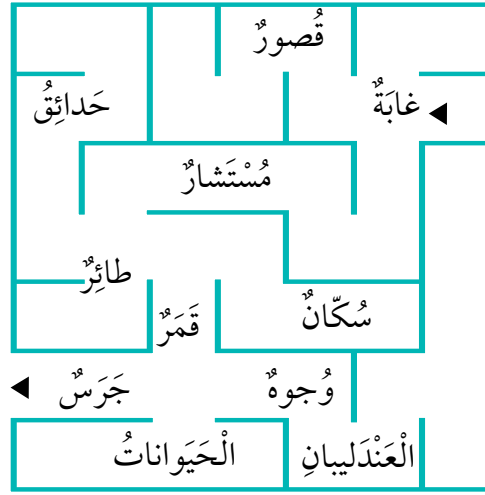 قُصورٌ
غابَةٌ
حَدائِقُ
مُسْتَشارٌ
طائِرٌ
سُكّانٌ
قَمَرٌ
وُجوهٌ
جَرَسٌ
الْعَنْدَليبانِ
الْحَيَواناتُ